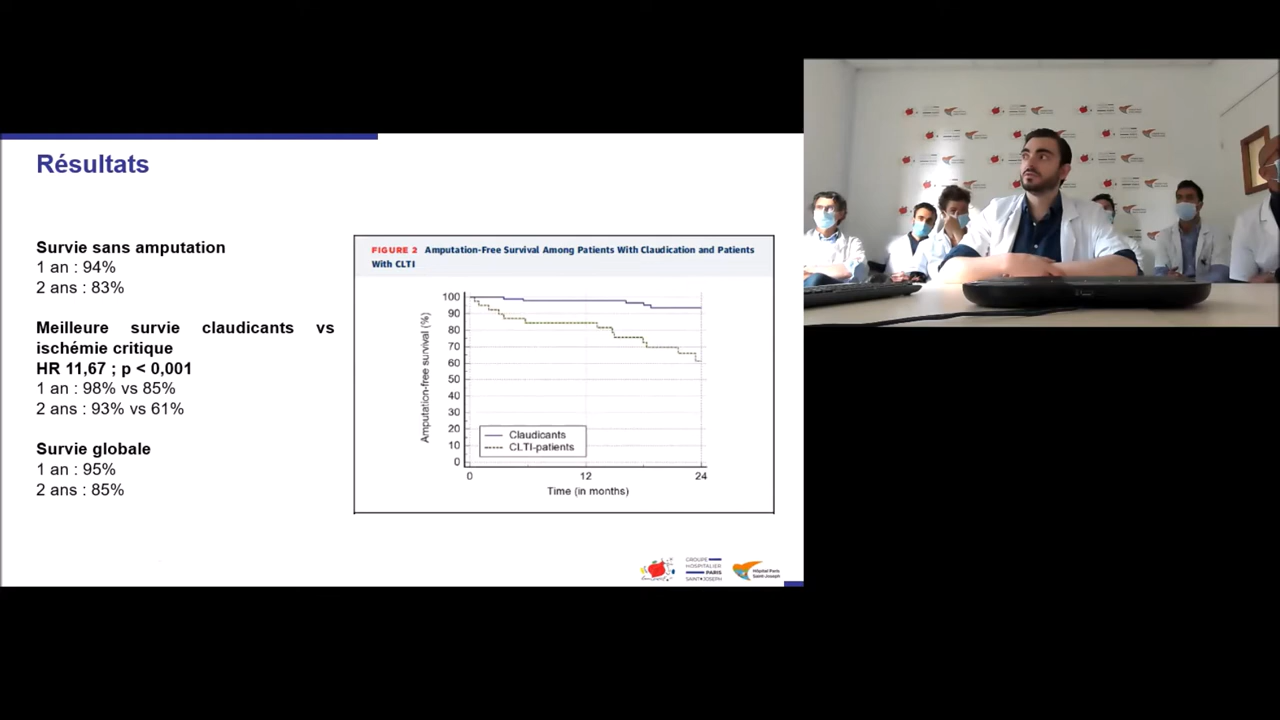 Résultats
Survie sans amputation
1 an : 94%
2 ans : 83%
Meilleure survie claudicants vs
ischémie critique
HR 11,67 ; p < 0,001
1 an : 98% vs 85%
2 ans : 93% vs 61%
Survie globale
1 an : 95%
2 ans : 85%
FIGURE 2 Amputation-Free Survival Among Patients With Claudication and Patients
With CLTI
Amputation-free survival (%)
100
90
80
70
60
50
40
30
20
10
0
Claudicants
CLTI-patients
0 12 24
Time (in months)
GROUPE
HOSPITALIER
PARIS
SAINT•JOSEPH
Hôpital Paris
Saint-Joseph